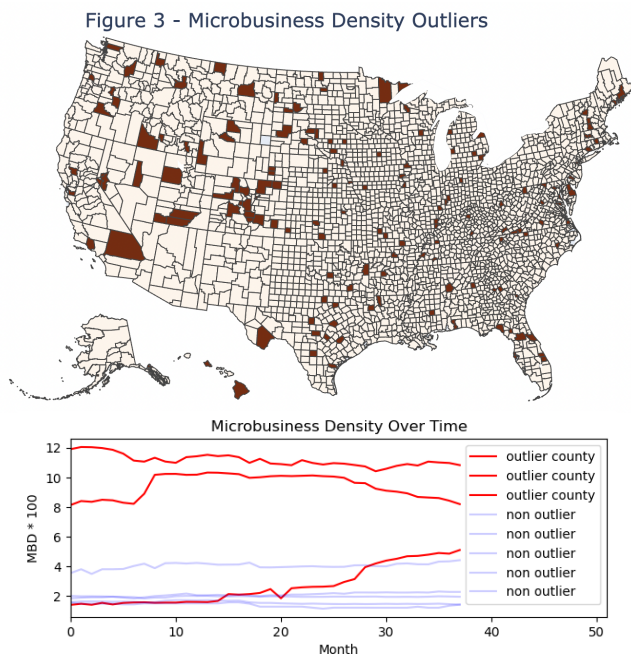 Figure 3 - Microbusiness Density Outliers
Microbusiness Density Over Time
12
10
8
6
4
2
MBD * 100
outlier county
outlier county
outlier county
non outlier
non outlier
non outlier
non outlier
non outlier
0
10
20
30
40
50
Month